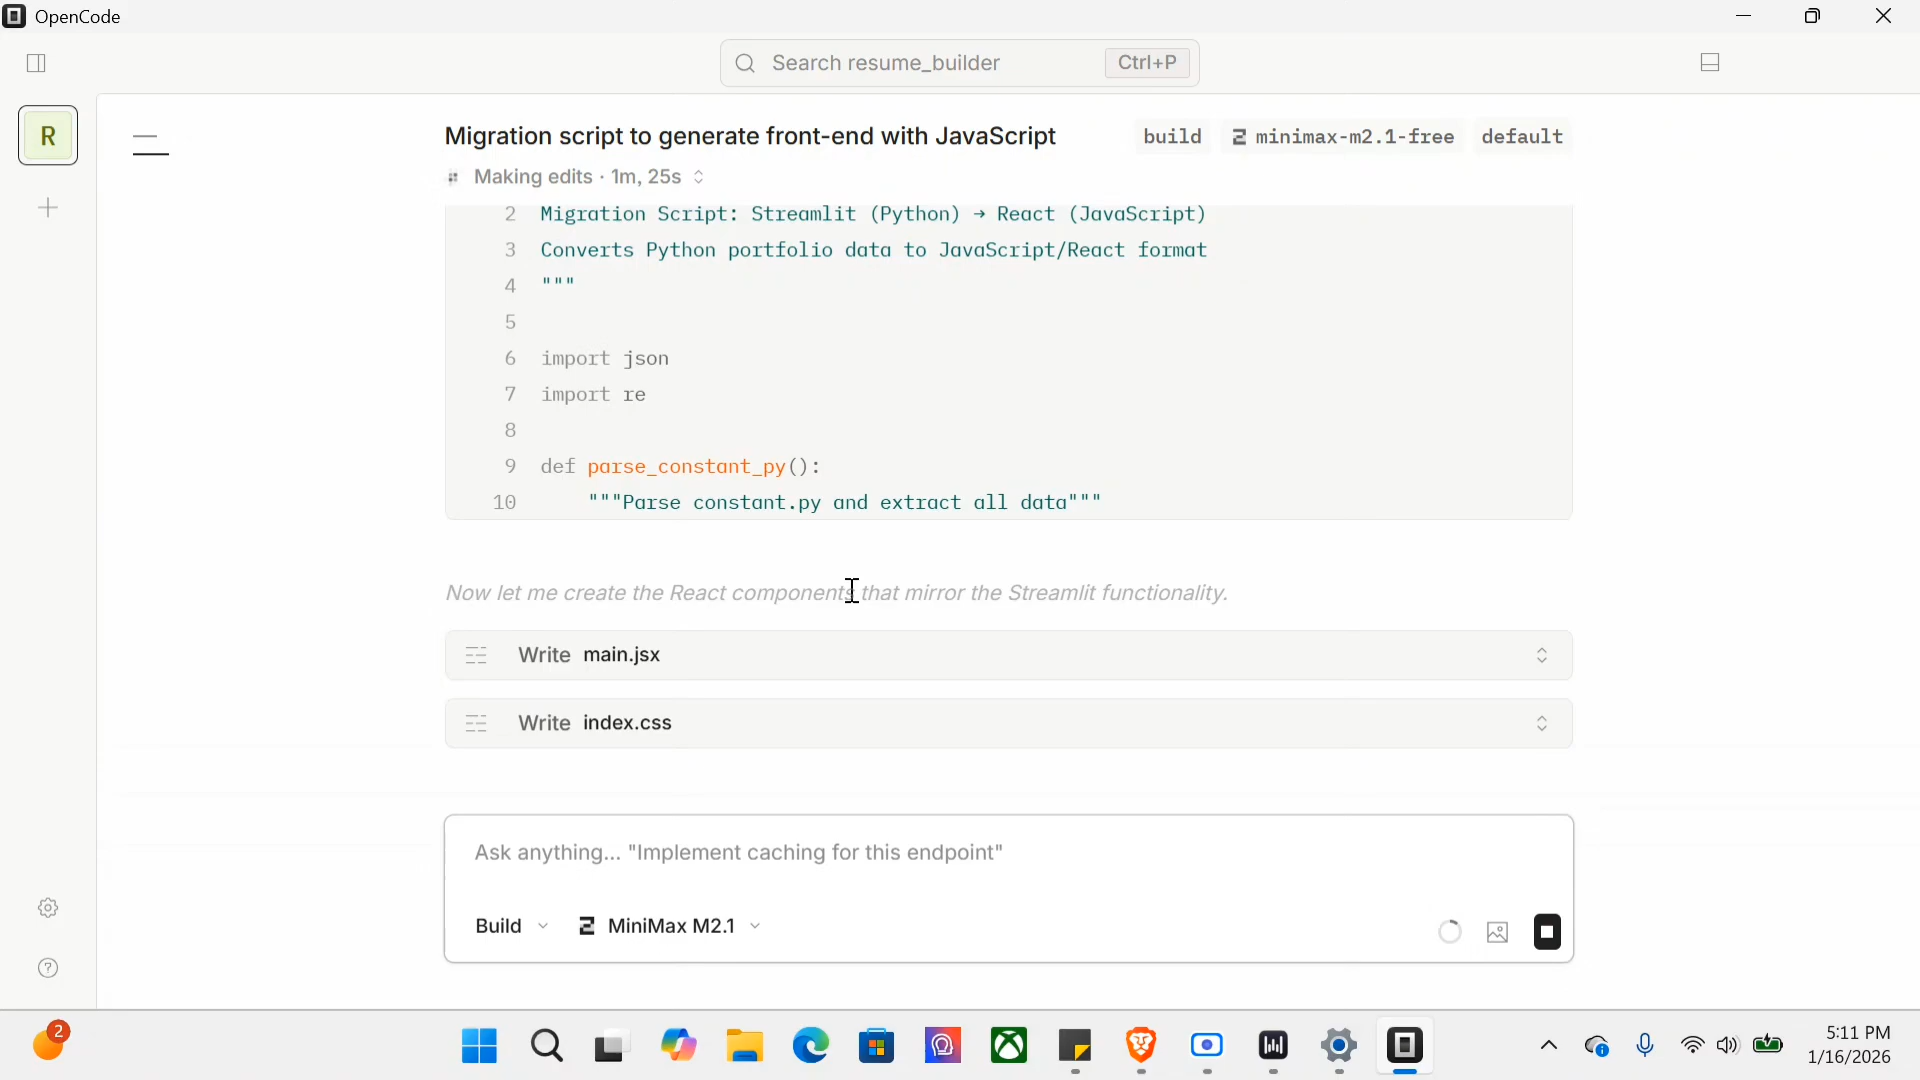 OpenCode
Search resume_builder Ctrl+P
R
Migration script to generate front-end with JavaScript build minimax-m2.1-free default
Making edits · 1m, 25s
2 Migration Script: Streamlit (Python) → React (JavaScript)
3 Converts Python portfolio data to JavaScript/React format
4 """
5
6 import json
7 import re
8
9 def parse_constant_py():
10 """Parse constant.py and extract all data"""
Now let me create the React components that mirror the Streamlit functionality.
Write main.jsx
Write index.css
Ask anything... "Implement caching for this endpoint"
Build MiniMax M2.1
2
5:11 PM
1/16/2026